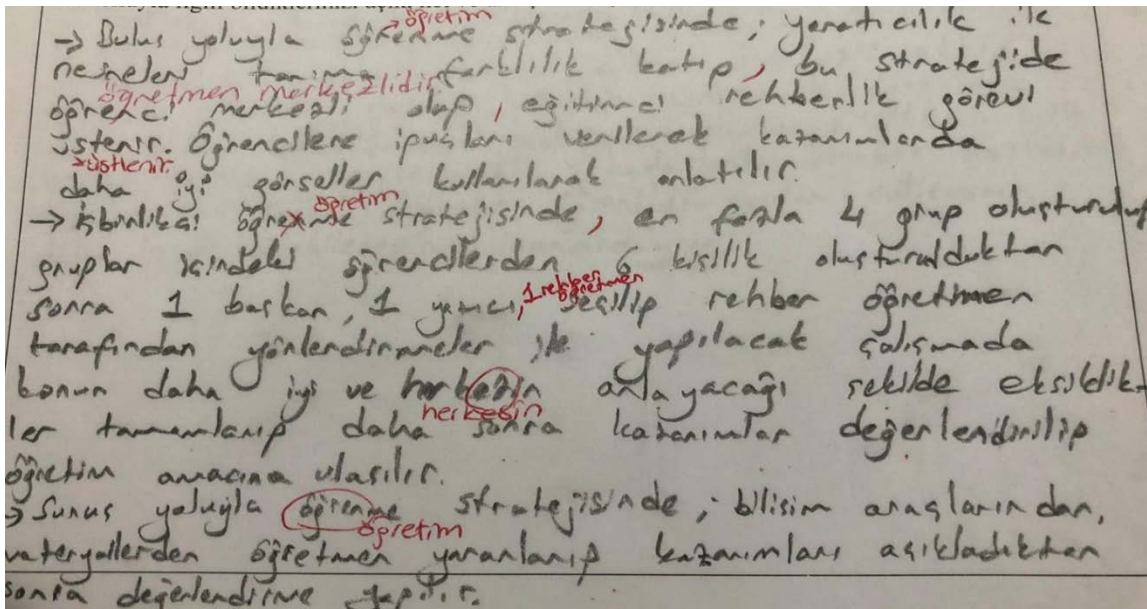 öğretim
→ Buluş yoluyla öğrenme stratejisinde; yaratıcılık ile
nesneleri tanıma farklılık katıp, bu stratejide
öğretmen merkezlidir
öğrenci merkezli olup, eğitimci rehberlik görevi
üstenir. Öğrencilere ipuçları verilerek kazanımlarda
üstlenir.
daha iyi görseller kullanılarak anlatılır.
öğretim
→ İşbirlikçi öğrenme stratejisinde, en fazla 4 grup oluşturulup
gruplar içindeki öğrencilerden 6 kişilik oluşturulduktan
1 rehber öğretmen
sonra 1 başkan, 1 yazıcı, seçilip rehber öğretmen
tarafından yönlendirmeler ile yapılacak çalışmada
konun daha iyi ve herkezin anlayacağı şekilde eksiklik-
herkesin
ler tamamlanıp daha sonra kazanımlar değerlendirilip
öğretim amacına ulaşılır.
→ Sunuş yoluyla öğrenme stratejisinde; bilişim araçlarından,
öğretim
materyallerden öğretmen yararlanıp kazanımları açıkladıktan
sonra değerlendirme yapılır.